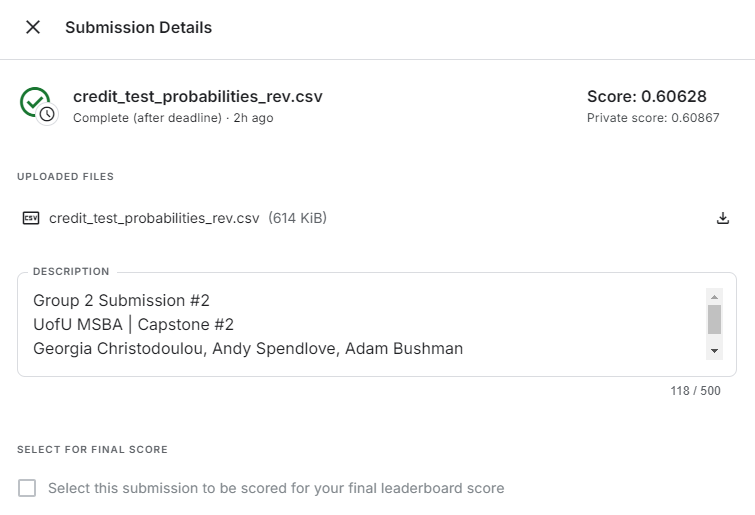 Submission Details
credit_test_probabilities_rev.csv
Score: 0.60628
Complete (after deadline) · 2h ago
Private score: 0.60867
UPLOADED FILES
CSV
credit_test_probabilities_rev.csv (614 KiB)
DESCRIPTION
Group 2 Submission #2
UofU MSBA | Capstone #2
Georgia Christodoulou, Andy Spendlove, Adam Bushman
118 / 500
SELECT FOR FINAL SCORE
Select this submission to be scored for your final leaderboard score